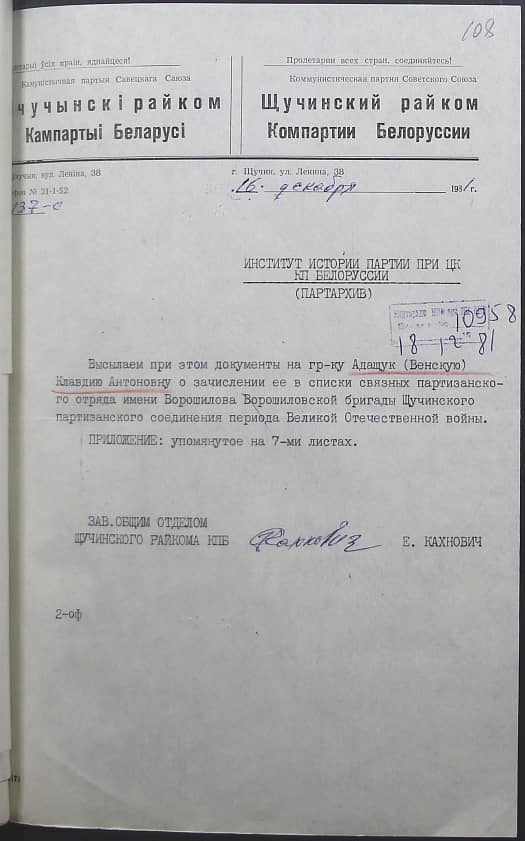 108
Пролетарии всех стран, соединяйтесь!
ўсіх краін, яднайцеся!
Камуністычная партыя Савецкага Саюза
Коммунистическая партия Советского Союза
чучынскі райком
Кампартыі Беларусі
Щучинский райком
Компартии Белоруссии
вул. Леніна, 38
№ 21-1-52
137-с
г. Щучин, ул. Ленина, 38
16 декабря 1981 г.
ИНСТИТУТ ИСТОРИИ ПАРТИИ ПРИ ЦК
КП БЕЛОРУССИИ
(ПАРТАРХИВ)
10958
18 12 81
Высылаем при этом документы на гр-ку Адащук (Венскую)
Клавдию Антоновну о зачислении ее в списки связных партизанско-
го отряда имени Ворошилова Ворошиловской бригады Щучинского
партизанского соединения периода Великой Отечественной войны.
ПРИЛОЖЕНИЕ: упомянутое на 7-ми листах.
ЗАВ.ОБЩИМ ОТДЕЛОМ
ЩУЧИНСКОГО РАЙКОМА КПБ
Е. КАХНОВИЧ
2-оф